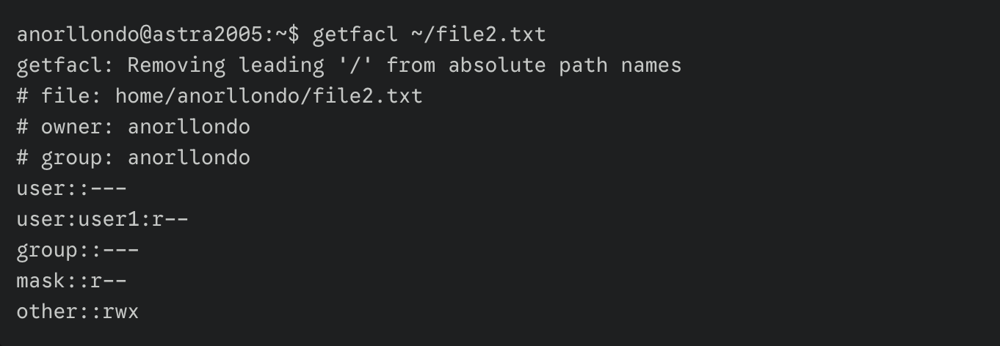 anorllondo@astra2005:~$ getfacl ~/file2.txt
getfacl: Removing leading '/' from absolute path names
# file: home/anorllondo/file2.txt
# owner: anorllondo
# group: anorllondo
user::---
user:user1:r--
group::---
mask::r--
other::rwx